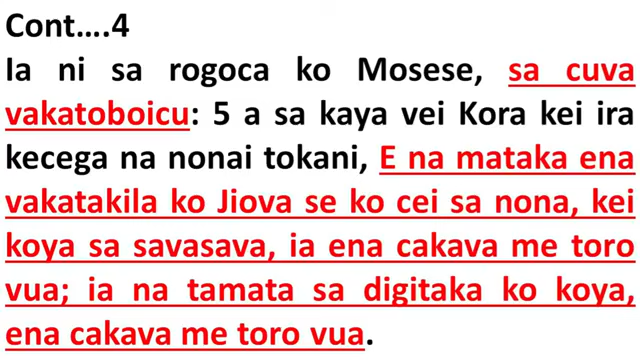 Cont….4
Ia ni sa rogoca ko Mosese, sa cuva
vakatoboicu: 5 a sa kaya vei Kora kei ira
kecega na nonai tokani, E na mataka ena
vakatakila ko Jiova se ko cei sa nona, kei
koya sa savasava, ia ena cakava me toro
vua; ia na tamata sa digitaka ko koya,
ena cakava me toro vua.